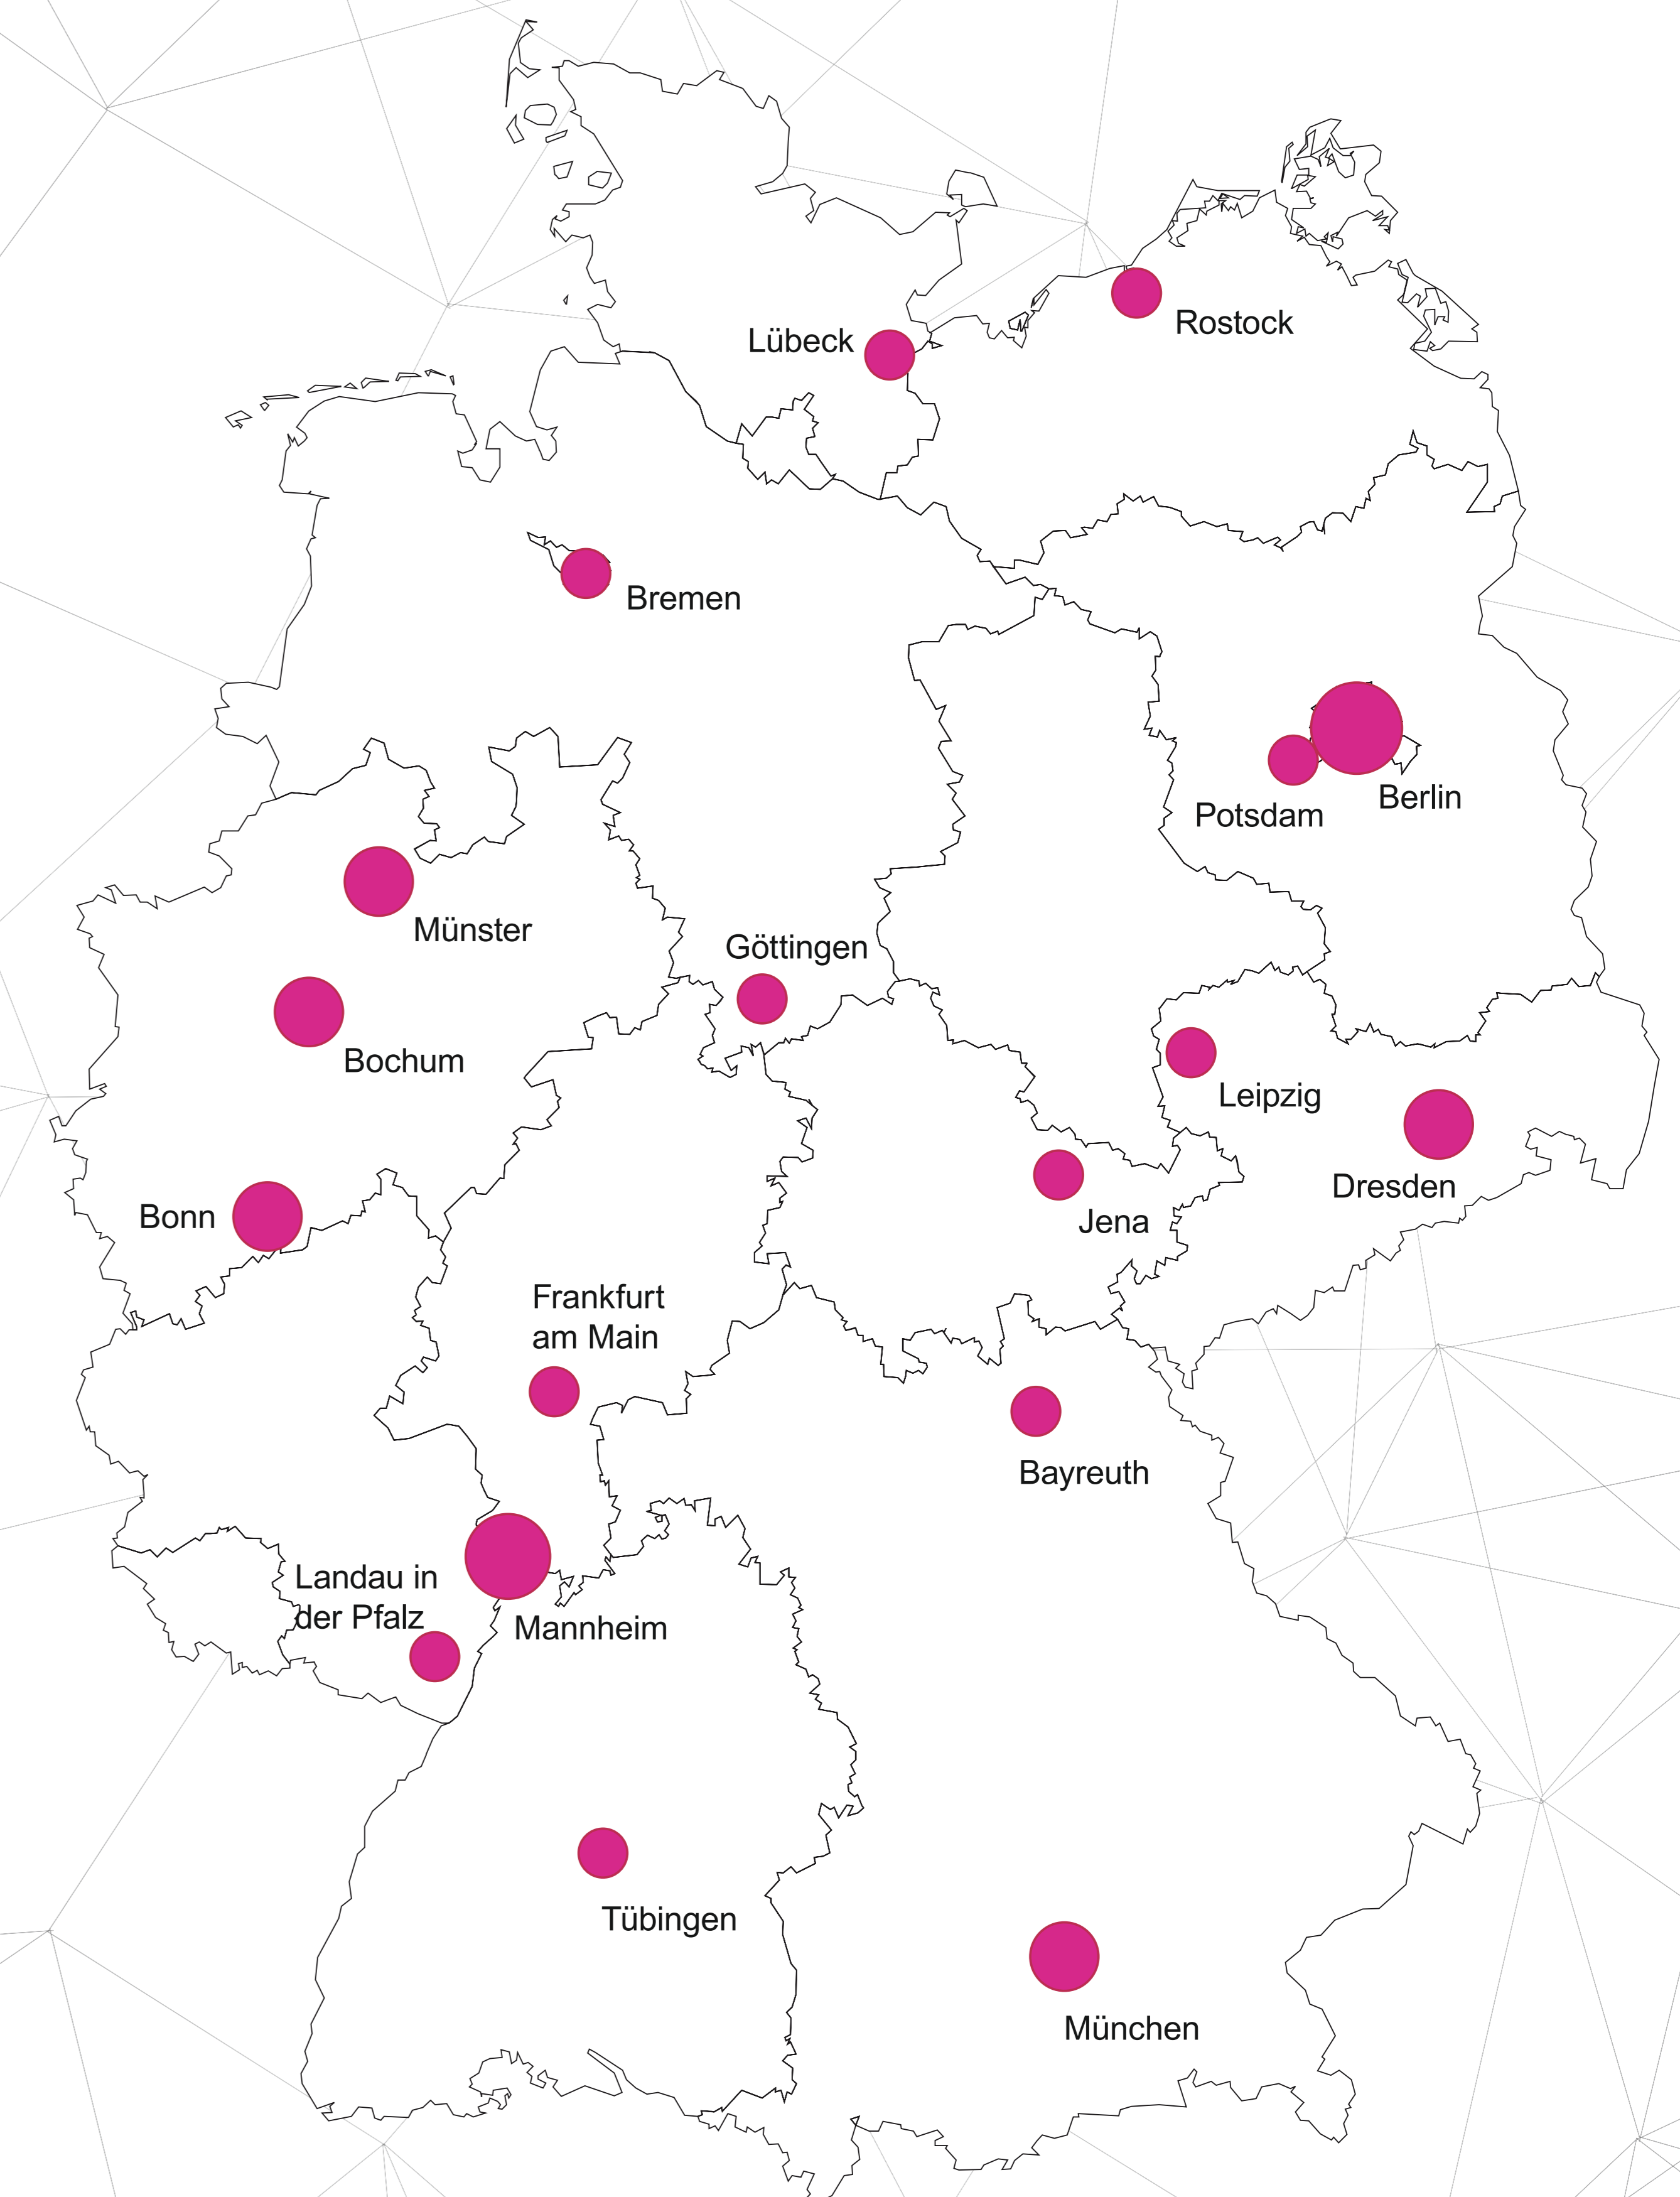 Rostock
Lübeck
Bremen
Berlin
Potsdam
Münster
Göttingen
Bochum
Leipzig
Dresden
Bonn
Jena
Frankfurt
am Main
Bayreuth
Landau in
der Pfalz
Mannheim
Tübingen
München